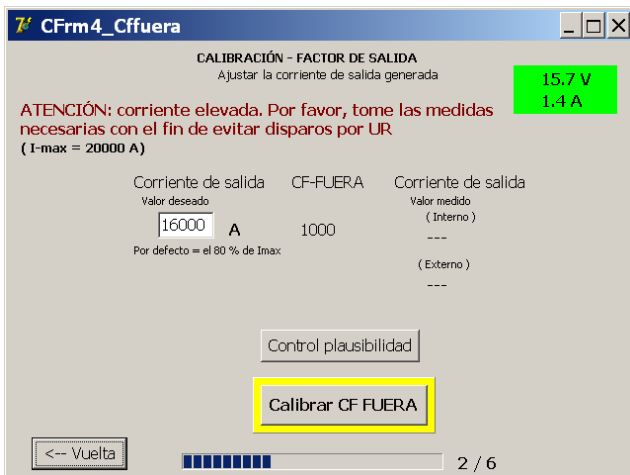 CFrm4_Cffuera
CALIBRACIÓN - FACTOR DE SALIDA
Ajustar la corriente de salida generada
15.7 V
1.4 A
ATENCIÓN: corriente elevada. Por favor, tome las medidas
necesarias con el fin de evitar disparos por UR
( I-max = 20000 A)
Corriente de salida CF-FUERA Corriente de salida
Valor deseado Valor medido
( Interno )
16000 A 1000
---
Por defecto = el 80 % de Imax
( Externo )
---
Control plausibilidad
Calibrar CF FUERA
<-- Vuelta 2 / 6